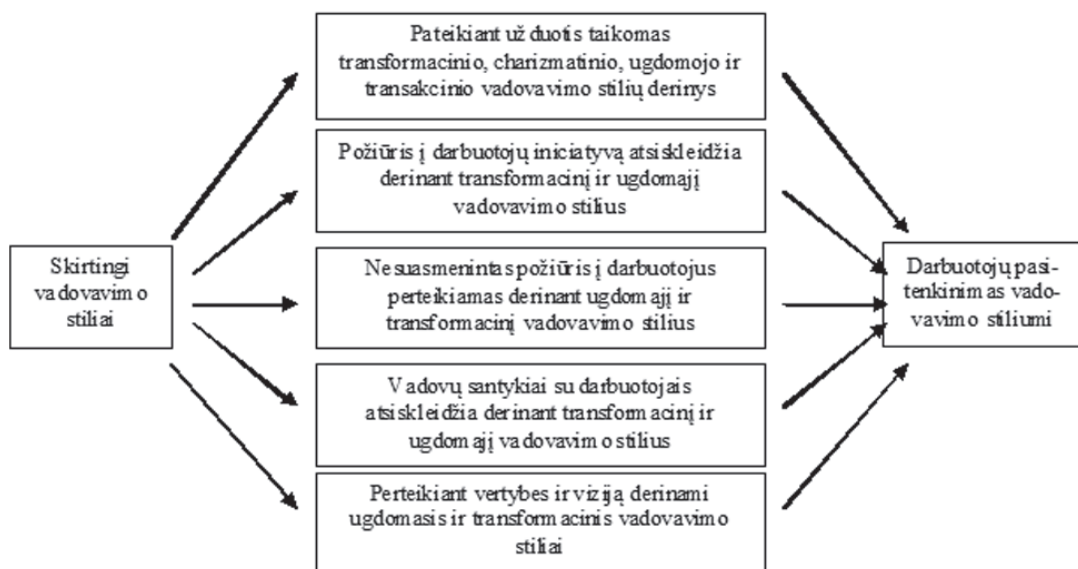 Pateikiant užduotis taikomas
transformacinio, charizmatinio, ugdomojo ir
transakcinio vadovavimo stilių derinys
Požiūris į darbuotojų iniciatyvą atsiskleidžia
derinant transformacinį ir ugdomąjį
vadovavimo stilius
Skirtingi
vadovavimo
stiliai
Nesuasmenintas požiūris į darbuotojus
perteikiamas derinant ugdomąjį ir
transformacinį vadovavimo stilius
Darbuotojų pasi-
tenkinimas vado-
vavimo stiliumi
Vadovų santykiai su darbuotojais
atsiskleidžia derinant transformacinį ir
ugdomąjį vadovavimo stilius
Perteikiant vertybes ir viziją derinami
ugdomasis ir transformacinis vadovavimo
stiliai